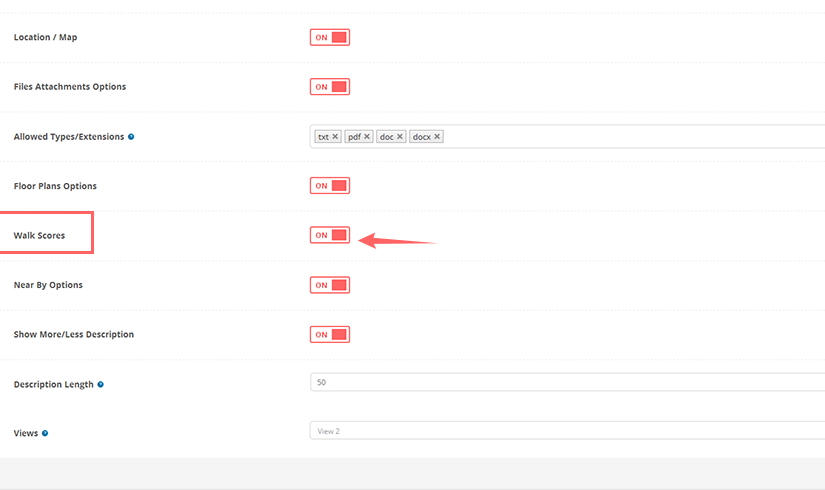 Location / Map ON
Files Attachments Options ON
Allowed Types/Extensions ? txt × pdf × doc × docx ×
Floor Plans Options ON
Walk Scores ON
Near By Options ON
Show More/Less Description ON
Description Length ? 50
Views ? View 2